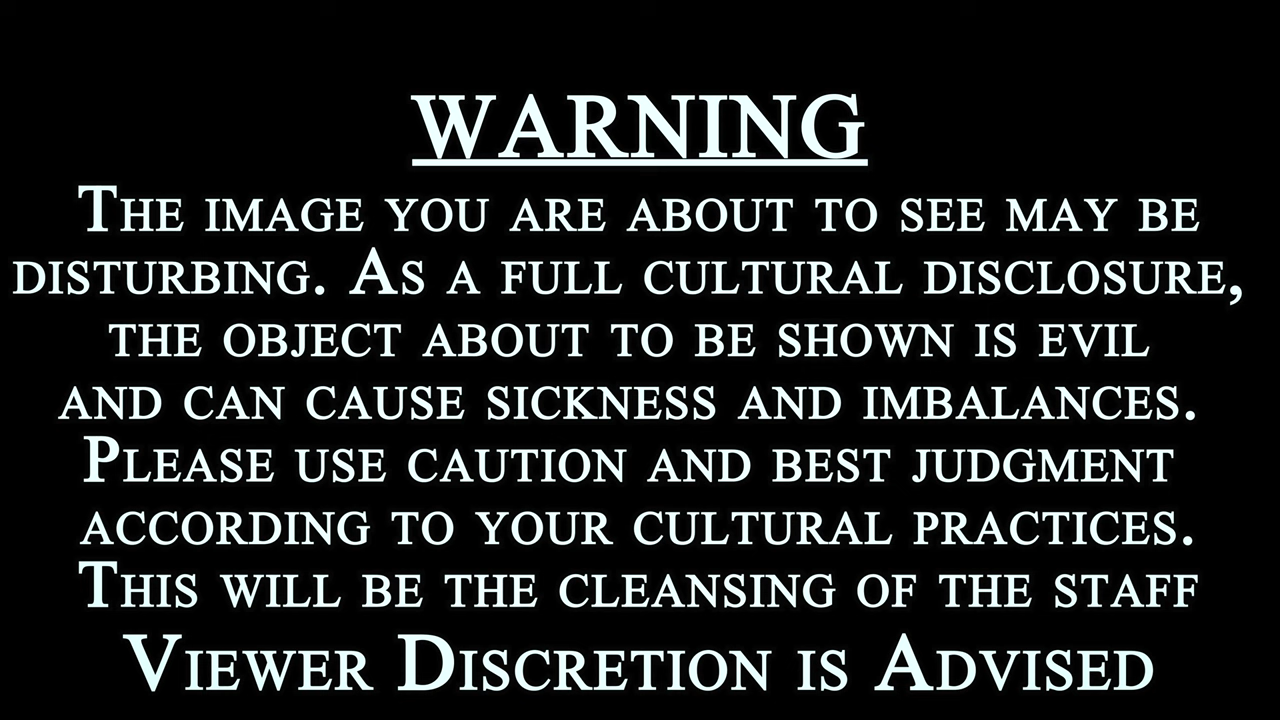 WARNING
THE IMAGE YOU ARE ABOUT TO SEE MAY BE
DISTURBING. AS A FULL CULTURAL DISCLOSURE,
THE OBJECT ABOUT TO BE SHOWN IS EVIL
AND CAN CAUSE SICKNESS AND IMBALANCES.
PLEASE USE CAUTION AND BEST JUDGMENT
ACCORDING TO YOUR CULTURAL PRACTICES.
THIS WILL BE THE CLEANSING OF THE STAFF
VIEWER DISCRETION IS ADVISED